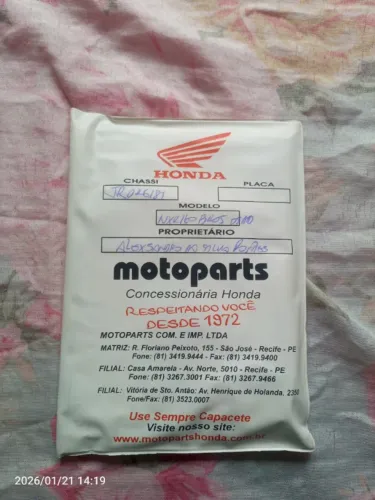 HONDA
CHASSI PLACA
MODELO
PROPRIETÁRIO
motoparts
Concessionária Honda
RESPEITANDO VOCÊ
DESDE 1972
MOTOPARTS COM. E IMP. LTDA
MATRIZ: R. Floriano Peixoto, 155 - São José - Recife - PE
Fone: (81) 3419.9444 - Fax: (81) 3419.9400
FILIAL: Casa Amarela - Av. Norte, 5010 - Recife - PE
Fone: (81) 3267.3001 Fax: (81) 3267.9466
FILIAL: Vitória de Sto. Antão: Av. Henrique de Holanda, 2350
Fone/Fax: (81) 3523.0007
Use Sempre Capacete
Visite nosso site:
www.motopartshonda.com.br
2026/01/21 14:19